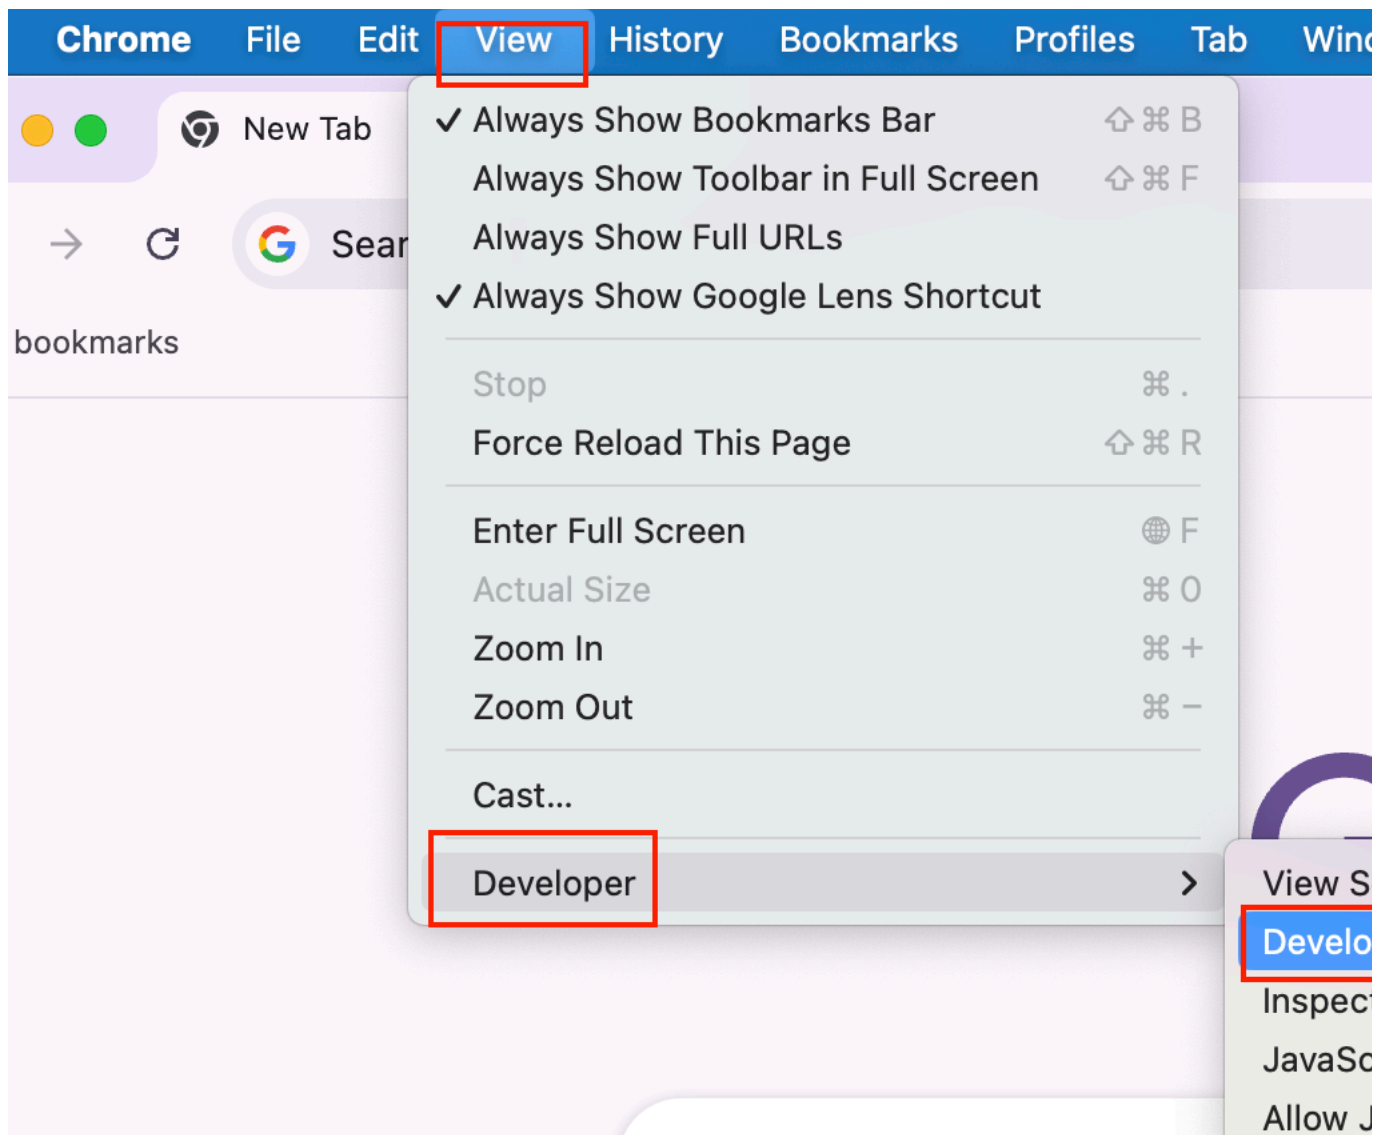 Chrome File Edit View History Bookmarks Profiles Tab
New Tab
bookmarks
✓ Always Show Bookmarks Bar ⇧ ⌘ B
Always Show Toolbar in Full Screen ⇧ ⌘ F
Always Show Full URLs
✓ Always Show Google Lens Shortcut
Stop ⌘ .
Force Reload This Page ⇧ ⌘ R
Enter Full Screen F
Actual Size ⌘ 0
Zoom In ⌘ +
Zoom Out ⌘ −
Cast...
Developer
View
Allow